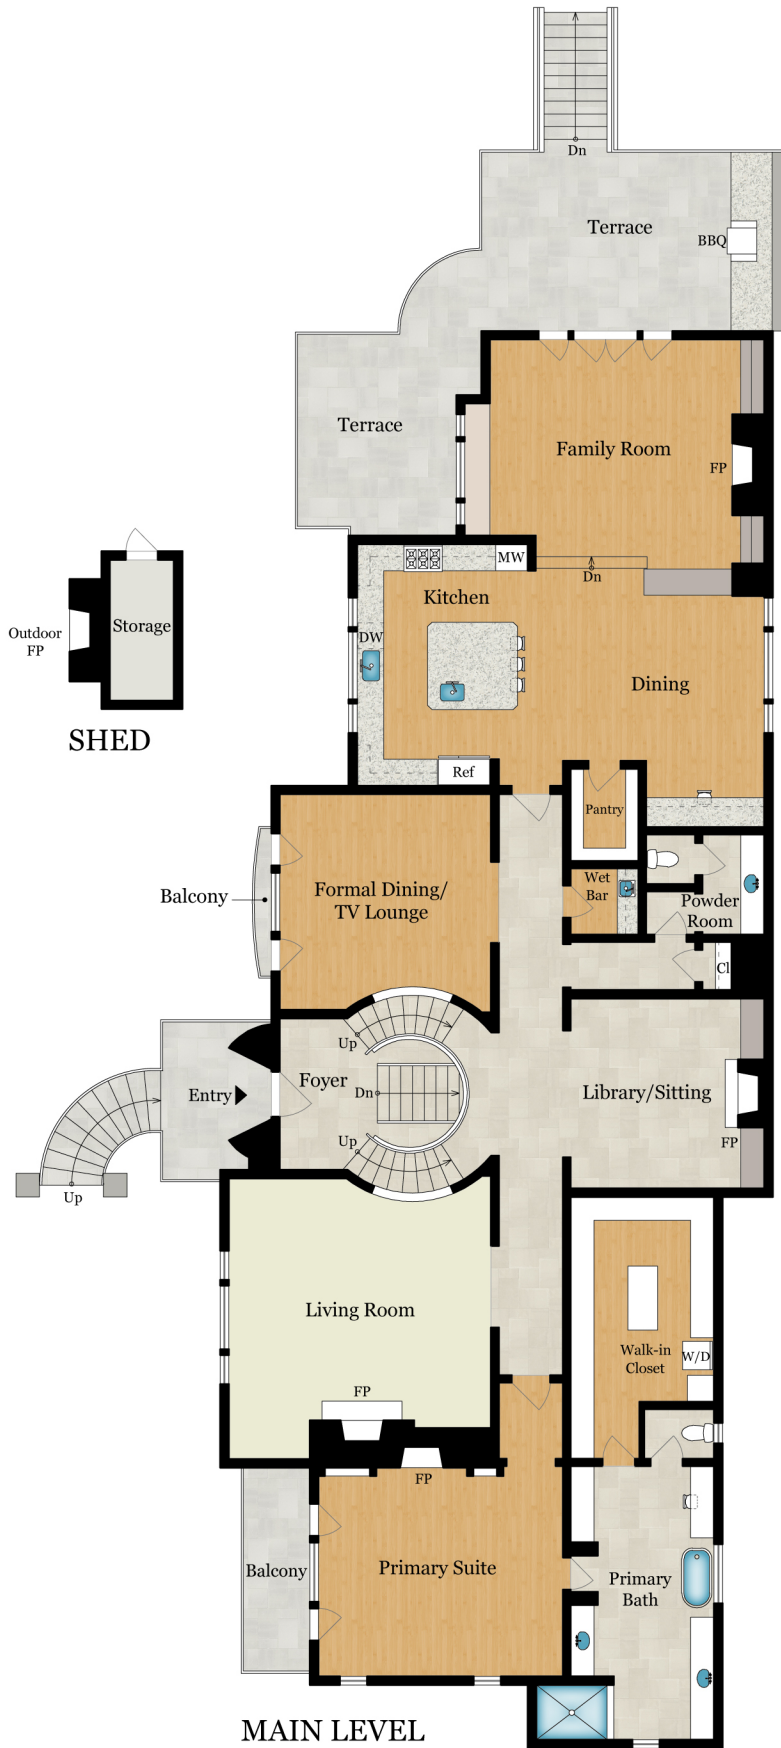 Dn
Terrace
BBQ
Terrace
Family Room
FP
MW
Dn
Kitchen
DW
Outdoor
FP
Storage
Dining
SHED
Ref
Pantry
Balcony
Formal Dining/
TV Lounge
Wet
Bar
Powder
Room
Cl
Up
Foyer
Entry
Dn
Library/Sitting
Up
FP
Up
Living Room
Walk-in
Closet
W/D
FP
FP
Balcony
Primary Suite
Primary
Bath
MAIN LEVEL